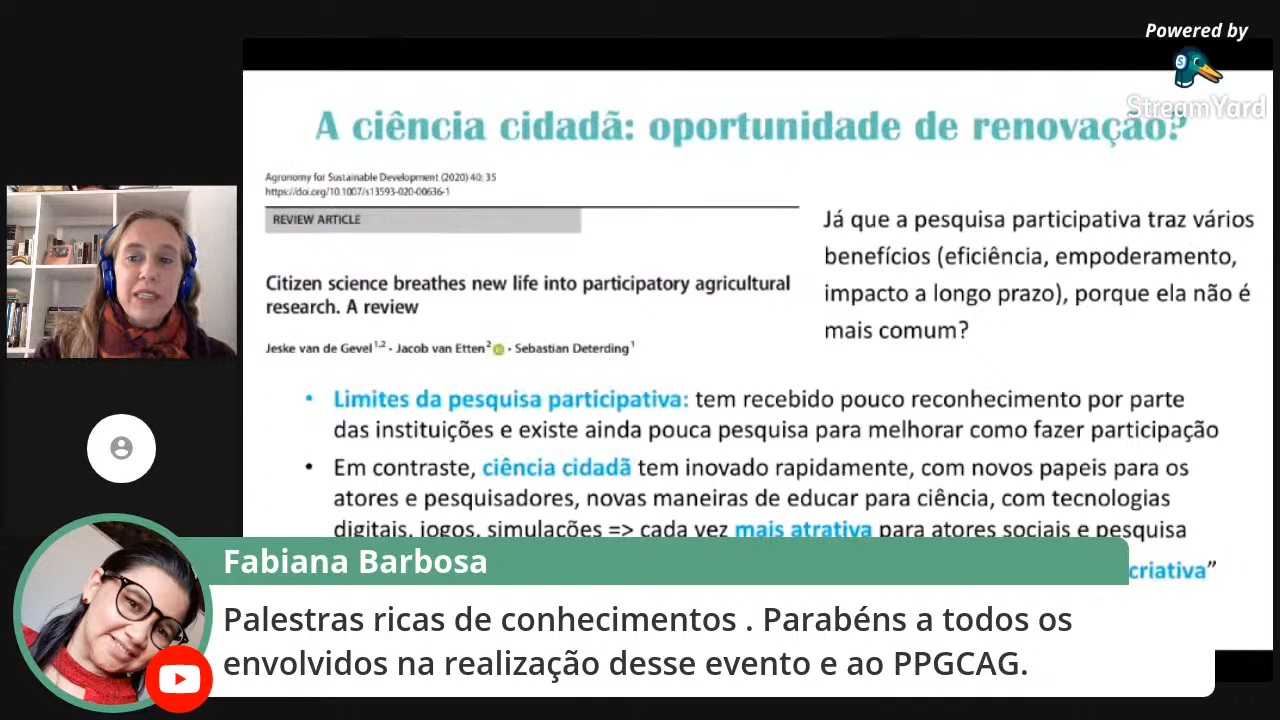 Powered by
StreamYard
A ciência cidadã: oportunidade de renovação?
Agronomy for Sustainable Development (2020) 40: 35
https://doi.org/10.1007/s13593-020-00636-1
REVIEW ARTICLE
Citizen science breathes new life into participatory agricultural
research. A review
Jeske van de Gevel 1,2 · Jacob van Etten 2 · Sebastian Deterding 1
Já que a pesquisa participativa traz vários
benefícios (eficiência, empoderamento,
impacto a longo prazo), porque ela não é
mais comum?
• Limites da pesquisa participativa: tem recebido pouco reconhecimento por parte
das instituições e existe ainda pouca pesquisa para melhorar como fazer participação
• Em contraste, ciência cidadã tem inovado rapidamente, com novos papeis para os
atores e pesquisadores, novas maneiras de educar para ciência, com tecnologias
digitais, jogos, simulações => cada vez mais atrativa para atores sociais e pesquisa
criativa”
Fabiana Barbosa
Palestras ricas de conhecimentos . Parabéns a todos os
envolvidos na realização desse evento e ao PPGCAG.